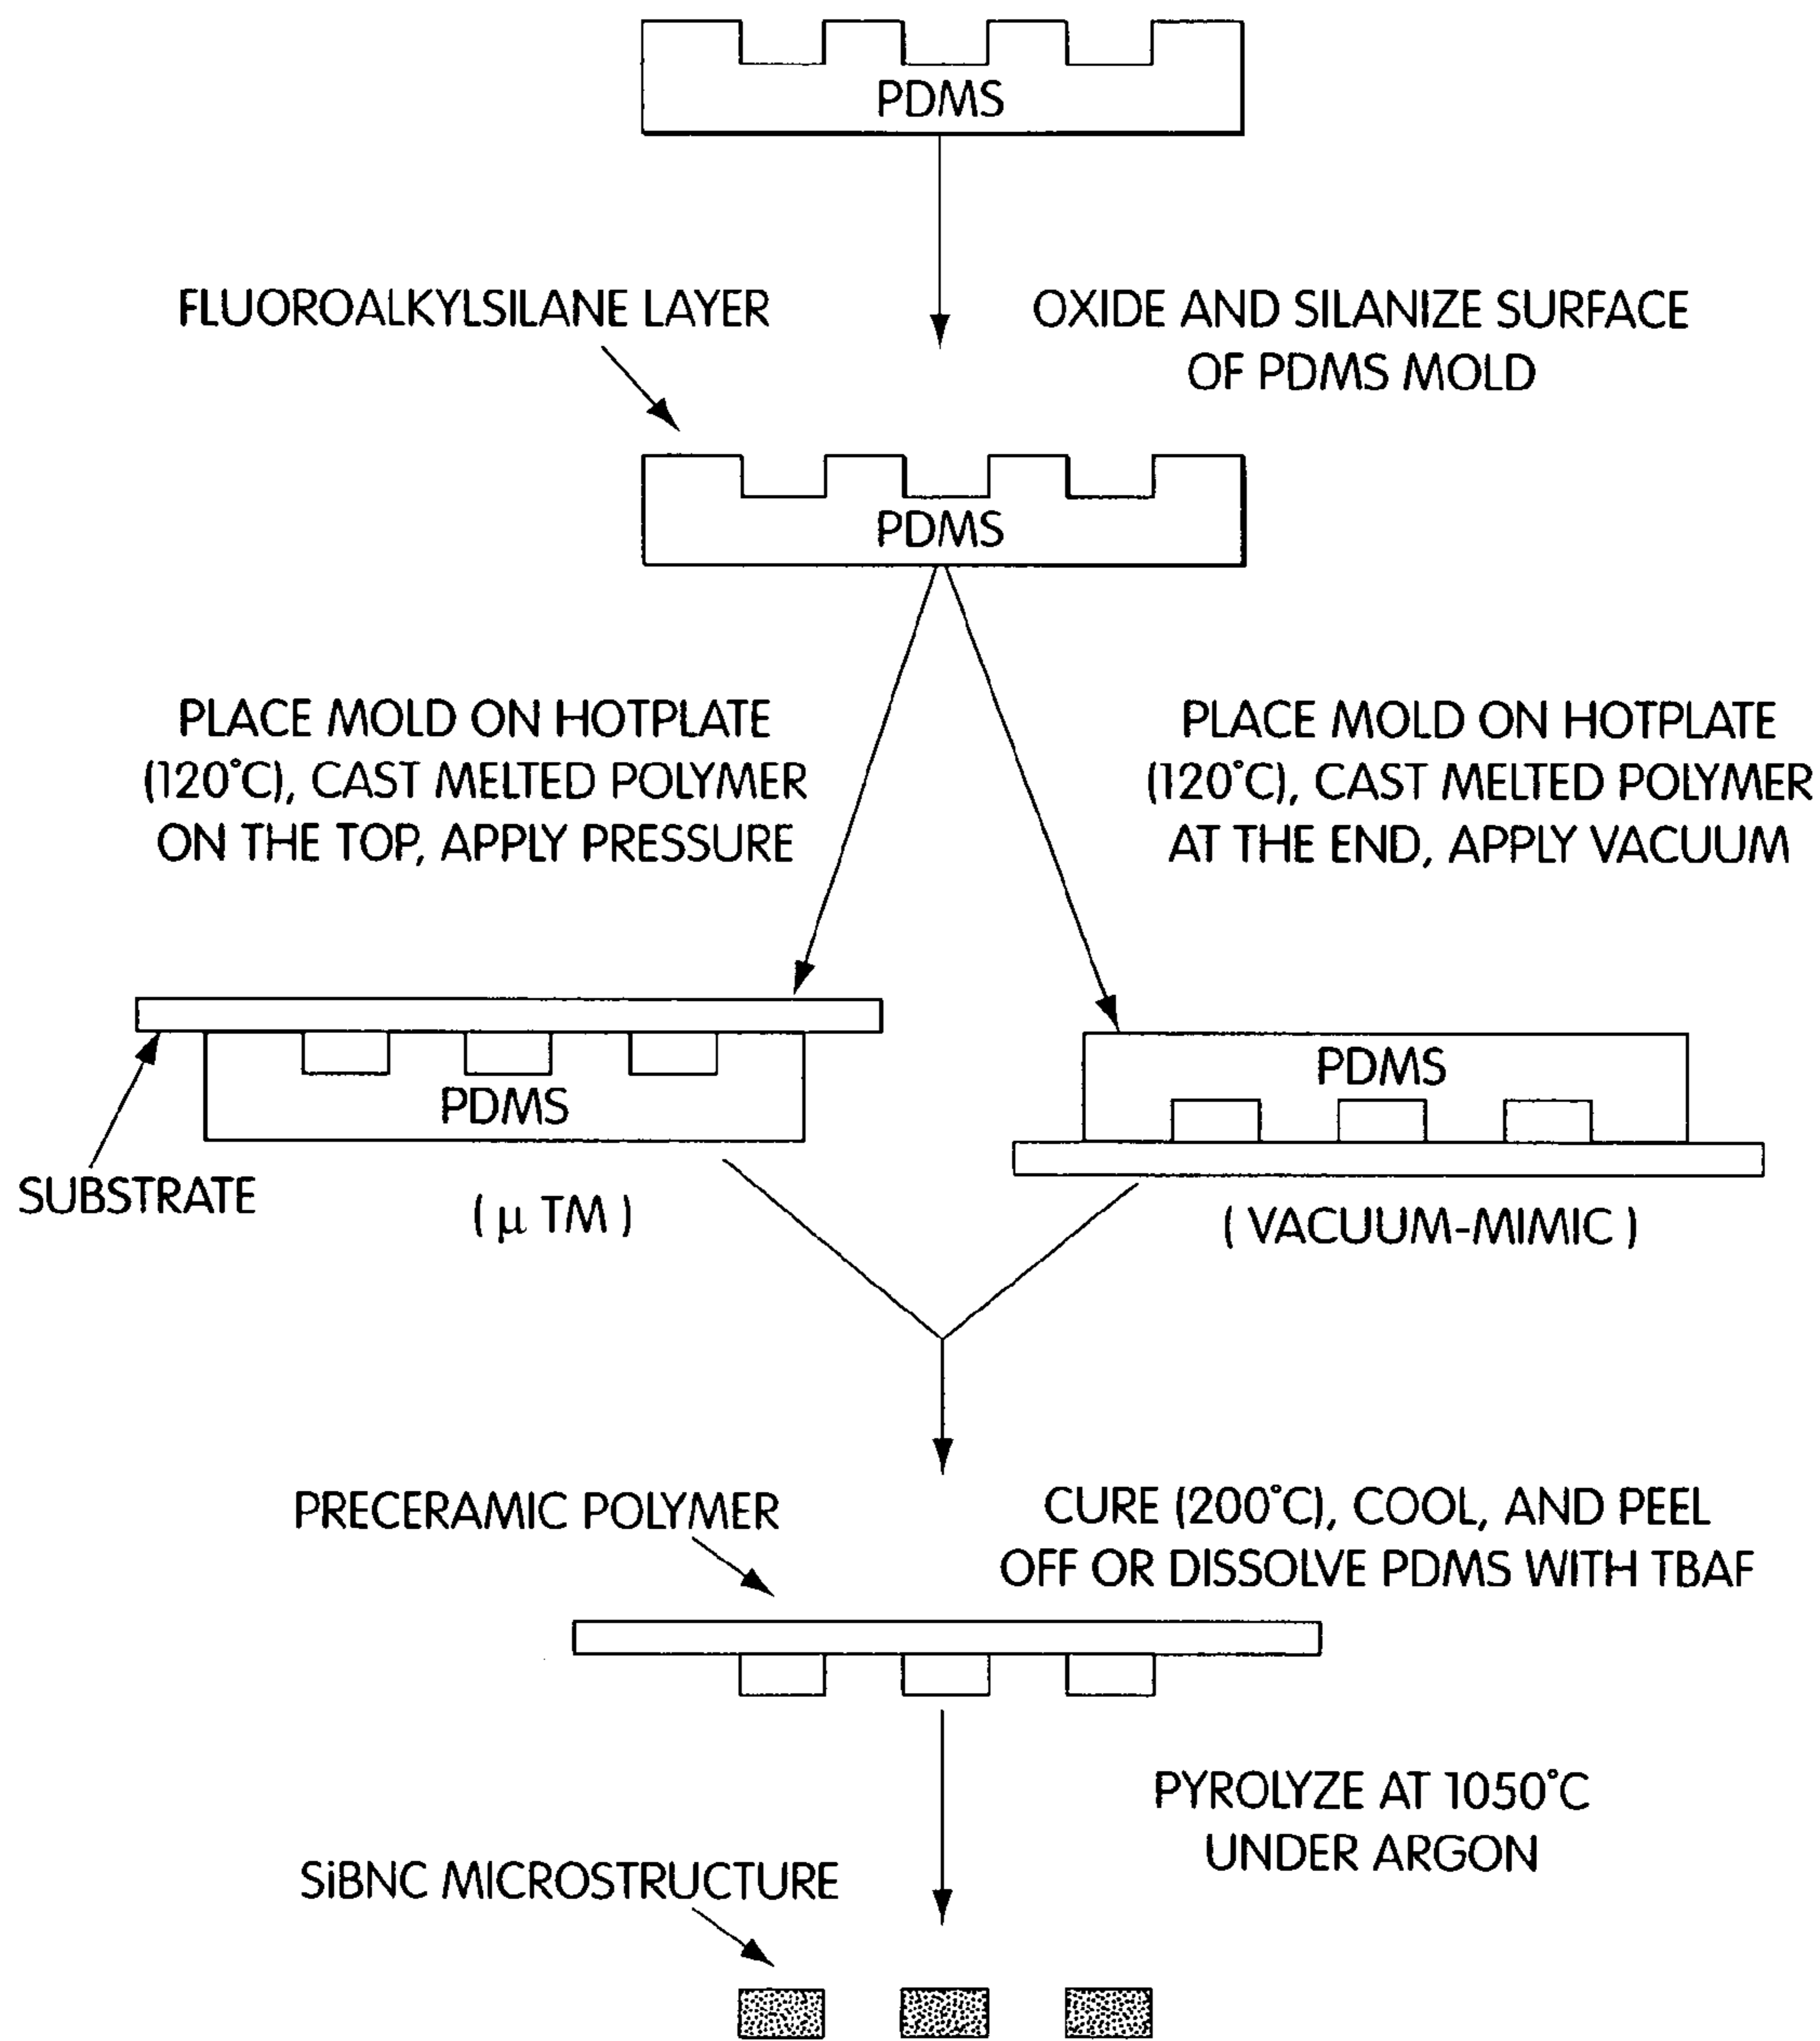 PDMS
FLUOROALKYLSILANE LAYER
OXIDE AND SILANIZE SURFACE
OF PDMS MOLD
PDMS
PLACE MOLD ON HOTPLATE
(120°C), CAST MELTED POLYMER
ON THE TOP, APPLY PRESSURE
PLACE MOLD ON HOTPLATE
(120°C), CAST MELTED POLYMER
AT THE END, APPLY VACUUM
PDMS
SUBSTRATE
( μ TM )
PDMS
( VACUUM-MIMIC )
PRECERAMIC POLYMER
CURE (200°C), COOL, AND PEEL
OFF OR DISSOLVE PDMS WITH TBAF
PYROLYZE AT 1050°C
UNDER ARGON
SiBNC MICROSTRUCTURE